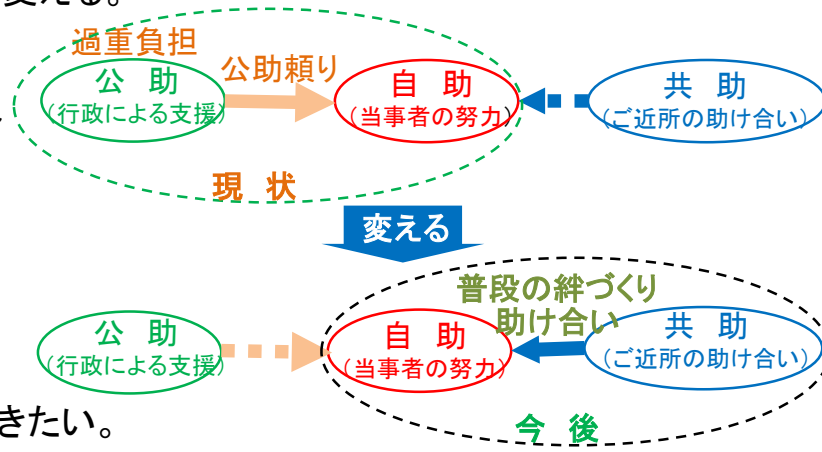 変える。
過重負担
公助頼り
公 助
(行政による支援)
自 助
(当事者の努力)
共 助
(ご近所の助け合い)
現 状
変える
普段の絆づくり
助け合い
公 助
(行政による支援)
自 助
(当事者の努力)
共 助
(ご近所の助け合い)
今 後
きたい。